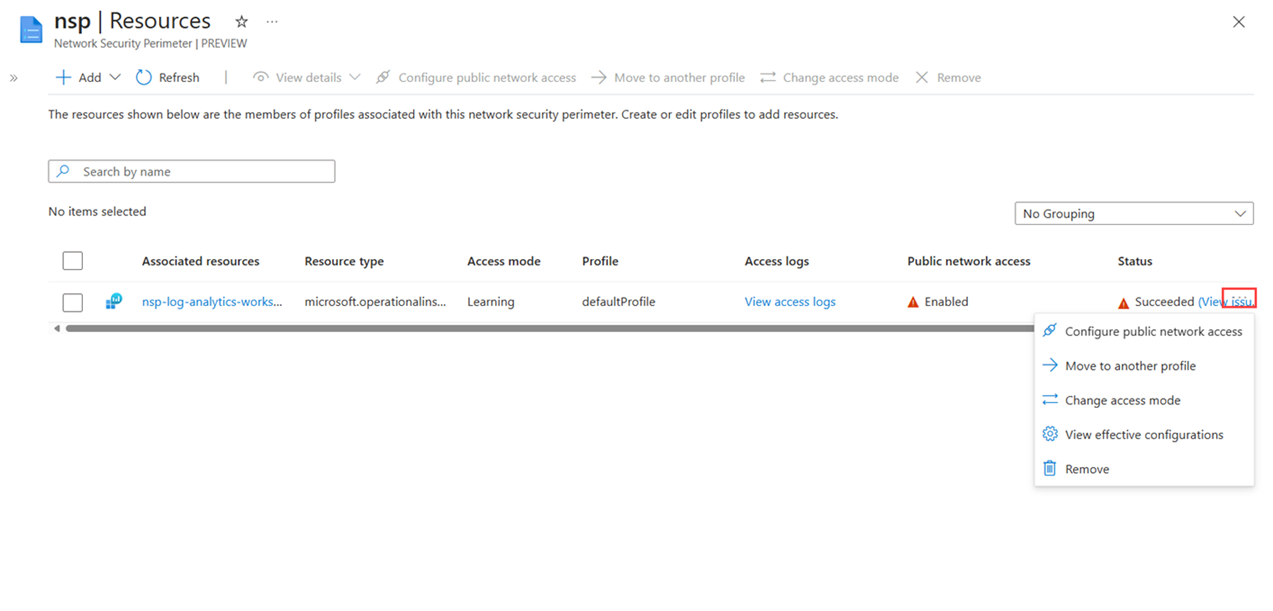 nsp | Resources ☆ ...
Network Security Perimeter | PREVIEW
» + Add Refresh | View details Configure public network access Move to another profile Change access mode Remove
The resources shown below are the members of profiles associated with this network security perimeter. Create or edit profiles to add resources.
Search by name
No items selected
No Grouping
Associated resources Resource type Access mode Profile Access logs Public network access Status
nsp-log-analytics-works... microsoft.operationalins... Learning defaultProfile View access logs Enabled Succeeded (View issu.
Configure public network access
Move to another profile
Change access mode
View effective configurations
Remove